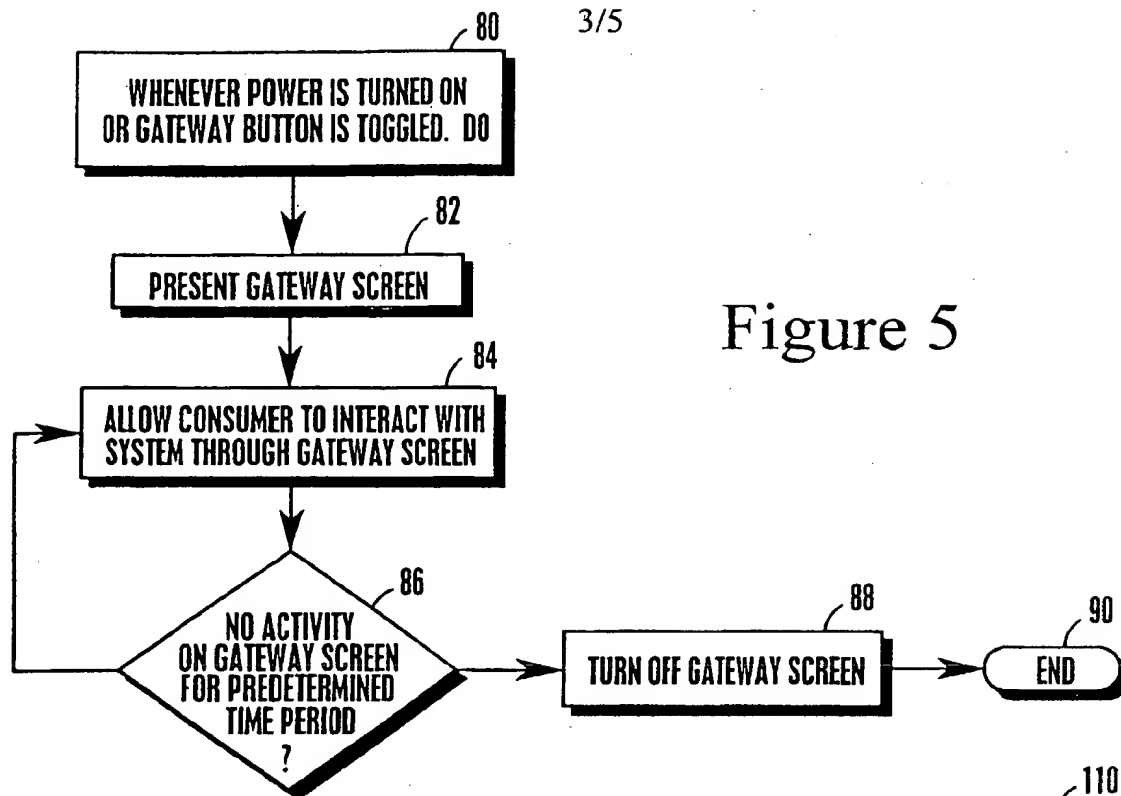 3/5
80
WHENEVER POWER IS TURNED ON
OR GATEWAY BUTTON IS TOGGLED. DO
82
PRESENT GATEWAY SCREEN
Figure 5
84
ALLOW CONSUMER TO INTERACT WITH
SYSTEM THROUGH GATEWAY SCREEN
86
NO ACTIVITY
ON GATEWAY SCREEN
FOR PREDETERMINED
TIME PERIOD
?
88
TURN OFF GATEWAY SCREEN
90
END
110